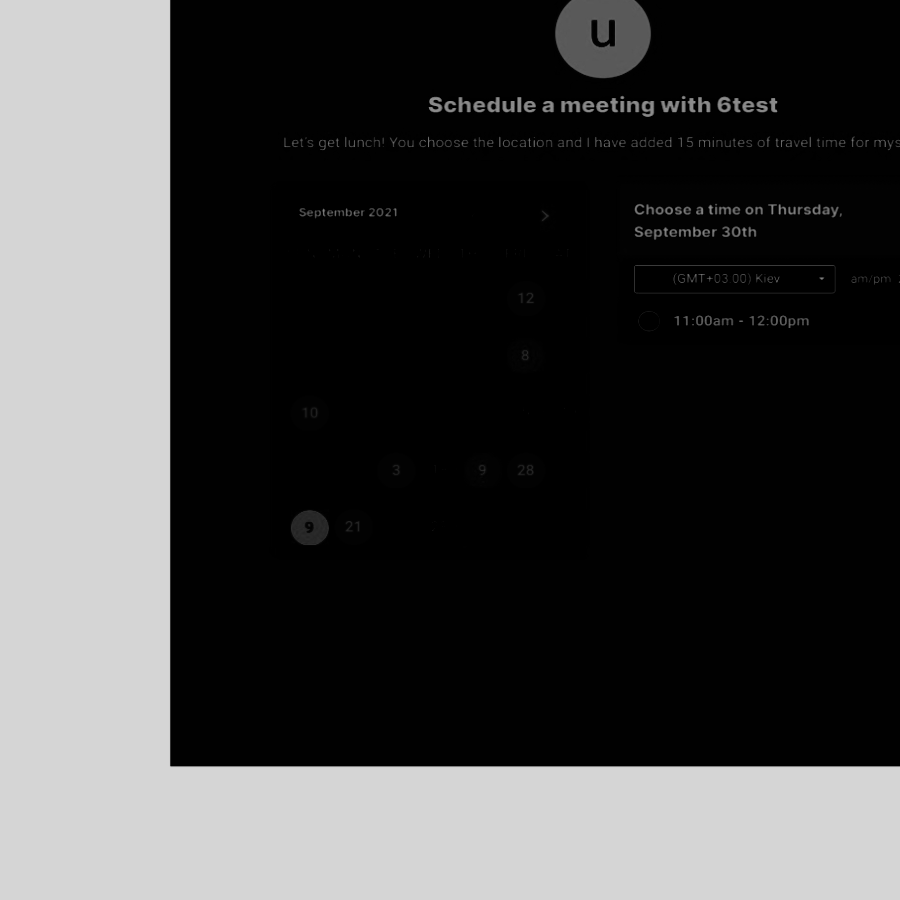 u
Schedule a meeting with 6test
Let's get lunch! You choose the location and I have added 15 minutes of travel time for mys
September 2021
Choose a time on Thursday,
September 30th
(GMT+03:00) Kiev
am/pm
11:00am - 12:00pm
12
8
10
3 9 28
9 21